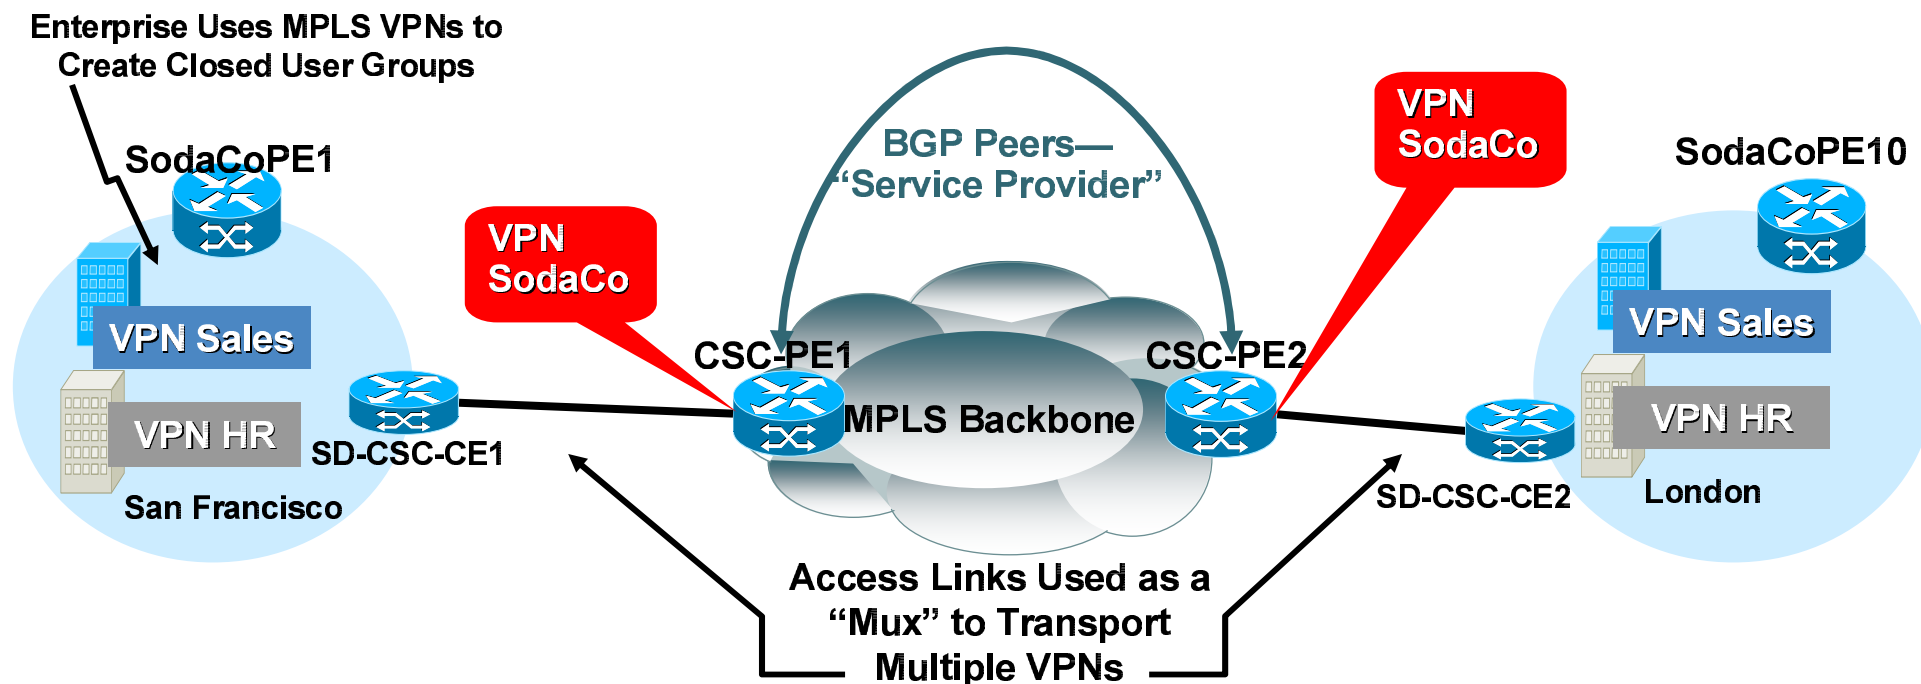 Enterprise Uses MPLS VPNs to
Create Closed User Groups
SodaCoPE1
VPN Sales
VPN HR
San Francisco
SD-CSC-CE1
VPN
SodaCo
BGP Peers—
“Service Provider”
CSC-PE1
MPLS Backbone
CSC-PE2
VPN
SodaCo
SodaCoPE10
VPN Sales
VPN HR
London
SD-CSC-CE2
Access Links Used as a
“Mux” to Transport
Multiple VPNs